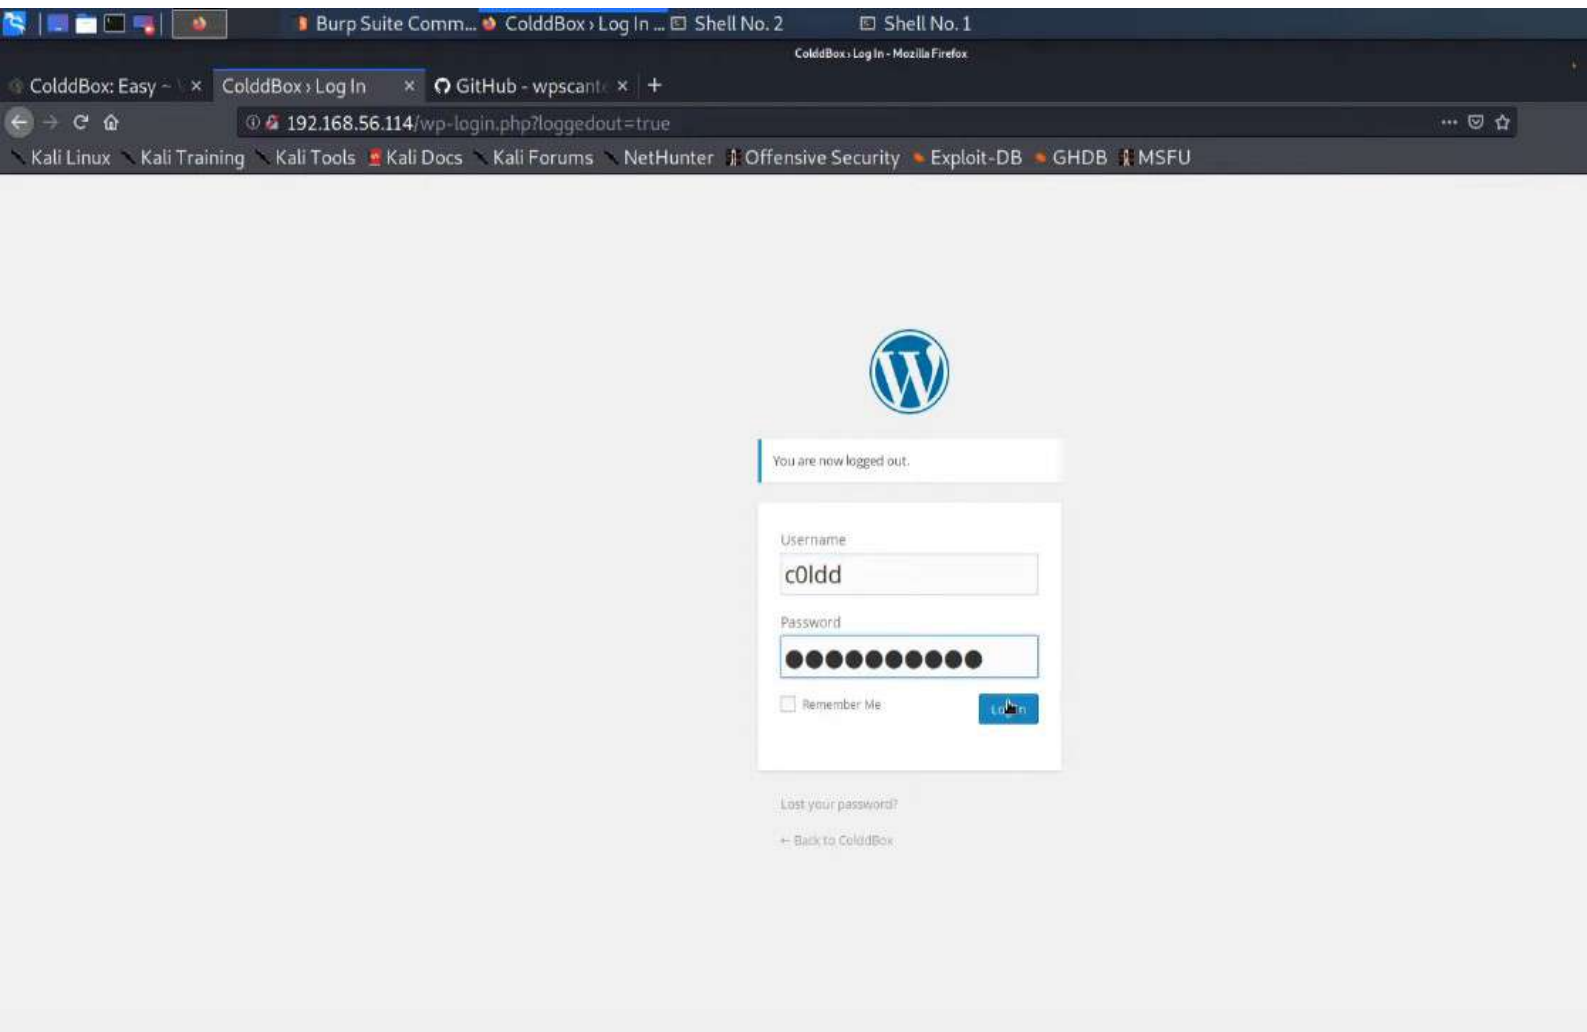 Burp Suite Comm... ColddBox › Log In ... Shell No. 2 Shell No. 1
ColddBox › Log In - Mozilla Firefox
ColddBox: Easy ~ × ColddBox › Log In × GitHub - wpscant × +
192.168.56.114/wp-login.php?loggedout=true
Kali Linux Kali Training Kali Tools Kali Docs Kali Forums NetHunter Offensive Security Exploit-DB GHDB MSFU
You are now logged out.
Username
c0ldd
Password
Remember Me
Lost your password?
← Back to ColddBox